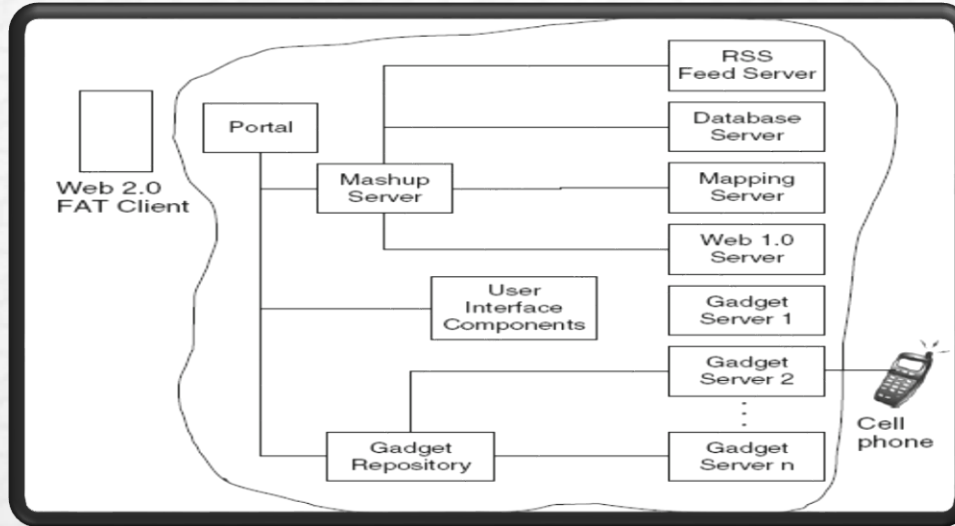 RSS
Feed Server
Portal
Database
Server
Web 2.0
FAT Client
Mashup
Server
Mapping
Server
Web 1.0
Server
User
Interface
Components
Gadget
Server 1
Gadget
Server 2
Cell
phone
Gadget
Repository
Gadget
Server n